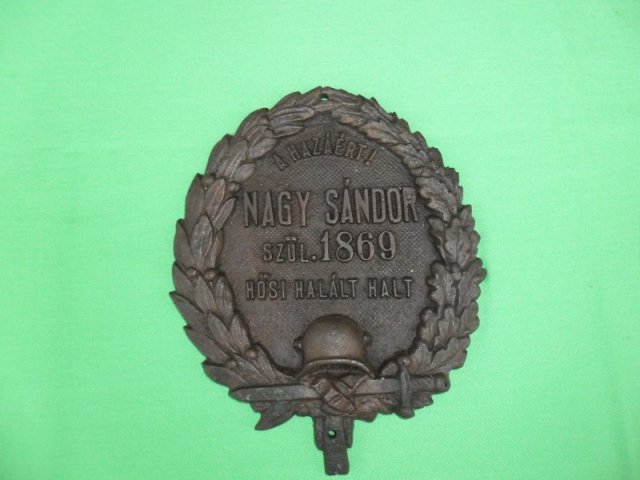 A HAZÁÉRT!
NAGY SÁNDOR
SZÜL. 1869
HŐSI HALÁLT HALT